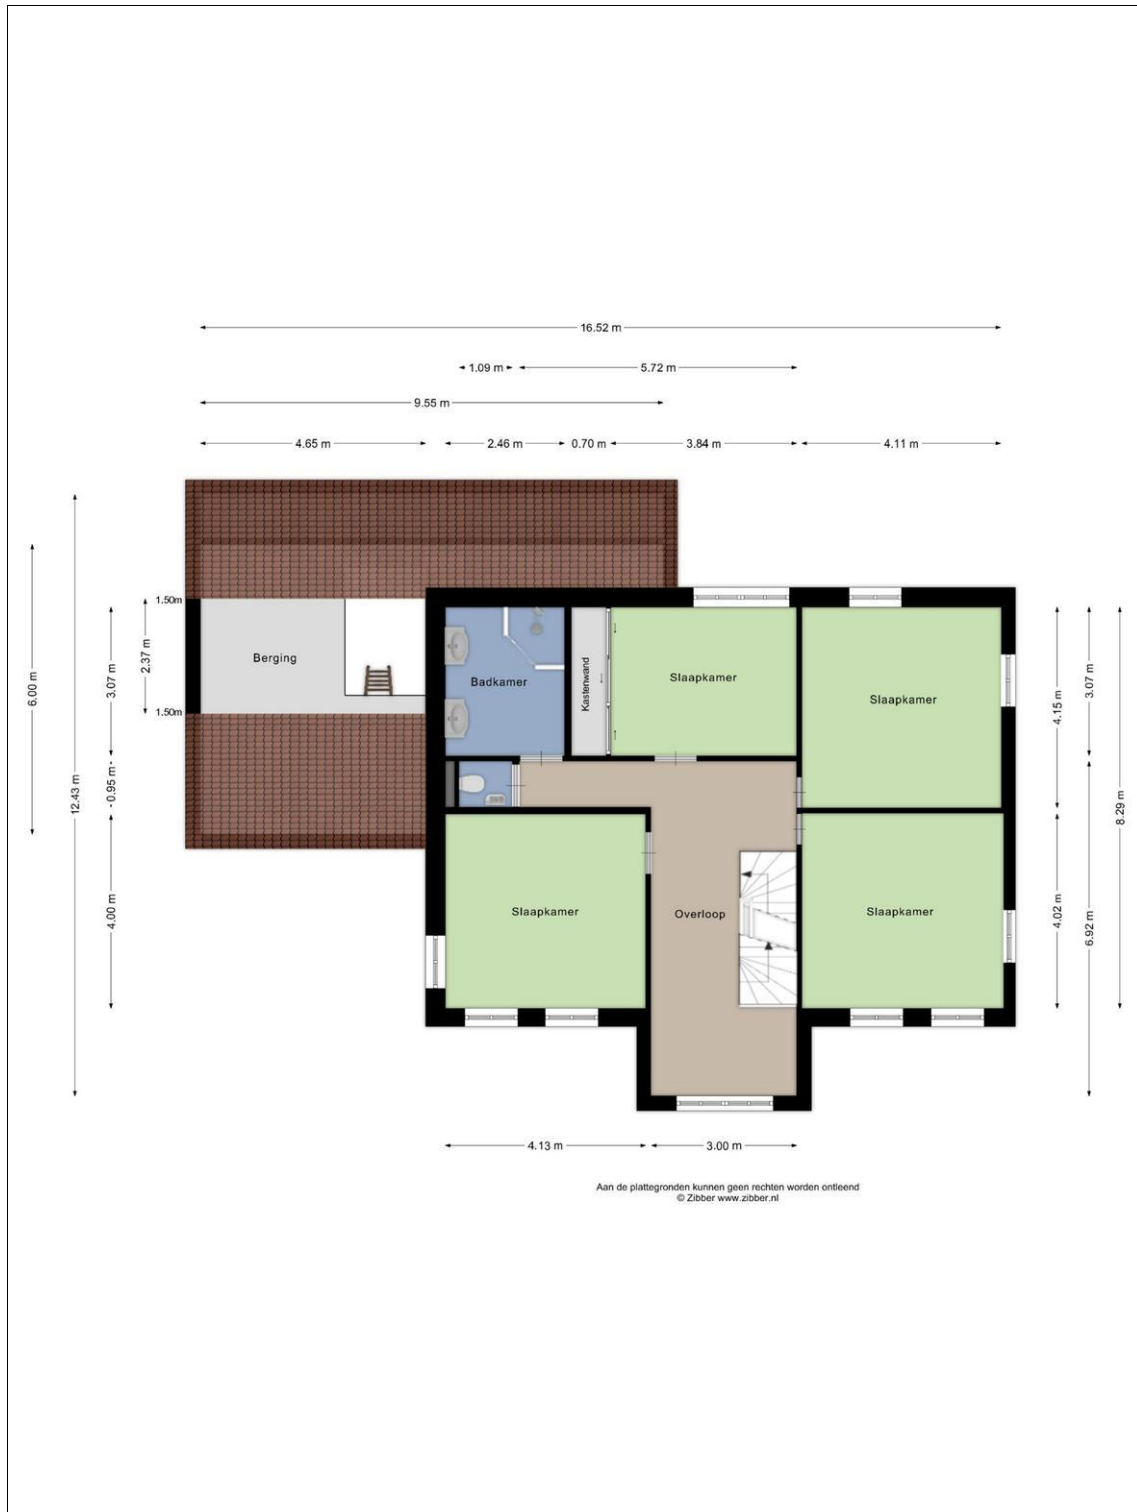 16.52 m
1.09 m
5.72 m
9.55 m
4.65 m
2.46 m
0.70 m
3.84 m
4.11 m
1.50m
1.50m
2.37 m
3.07 m
0.95 m
4.00 m
6.00 m
12.43 m
Berging
Badkamer
Kastenwand
Slaapkamer
Slaapkamer
Slaapkamer
Overloop
Slaapkamer
4.15 m
3.07 m
8.29 m
4.02 m
6.92 m
4.13 m
3.00 m
Aan de plattegronden kunnen geen rechten worden ontleend
© Zibber www.zibber.nl